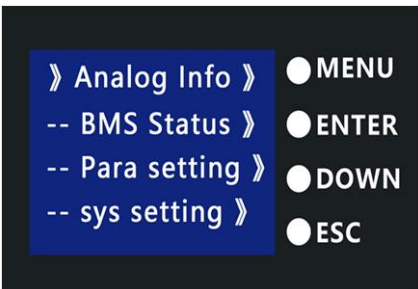 》 Analog Info 》
-- BMS Status 》
-- Para setting 》
-- sys setting 》
MENU
ENTER
DOWN
ESC